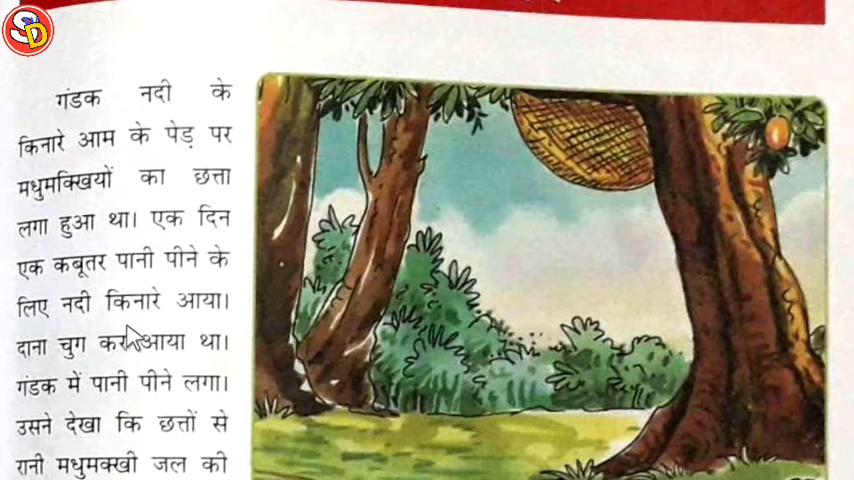 SD
गंडक नदी के
किनारे आम के पेड़ पर
मधुमक्खियों का छत्ता
लगा हुआ था। एक दिन
एक कबूतर पानी पीने के
लिए नदी किनारे आया।
दाना चुग कर आया था।
गंडक में पानी पीने लगा।
उसने देखा कि छत्तों से
रानी मधुमक्खी जल की